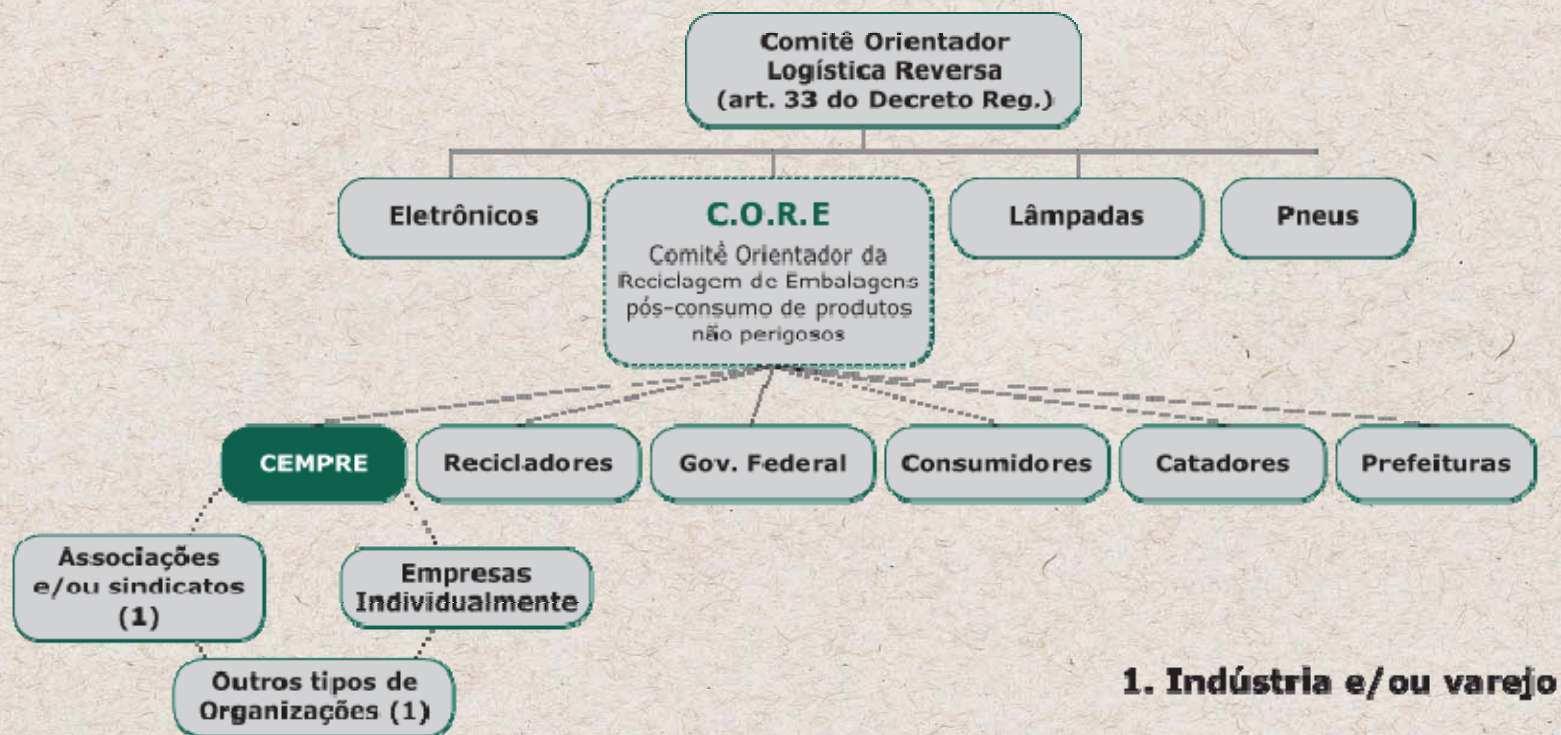 Comitê Orientador
Logística Reversa
(art. 33 do Decreto Reg.)
Eletrônicos
C.O.R.E
Comitê Orientador da
Reciclagem de Embalagens
pós-consumo de produtos
não perigosos
Lâmpadas
Pneus
CEMPRE
Recicladores
Gov. Federal
Consumidores
Catadores
Prefeituras
Associações
e/ou sindicatos
(1)
Empresas
Individualmente
Outros tipos de
Organizações (1)
1. Indústria e/ou varejo